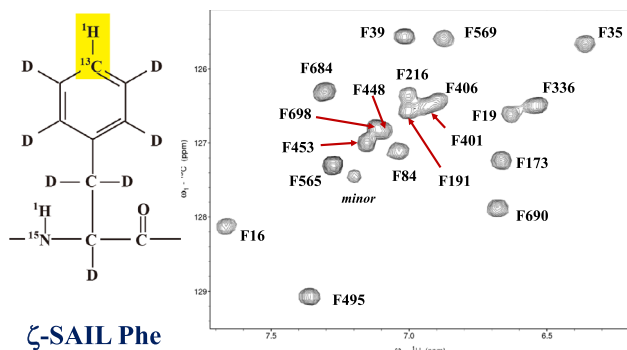 ¹H
¹³C
D D
D D
D—C—D
¹H O
¹⁵N C C
D
ζ-SAIL Phe
F39 F569 F35
126
F684 F216 F406
F448 F336
F698 F19
F401
127
F453 F173
F565 F84 F191
minor
F690
128
F16
F495
129
7.5 7.0 6.5